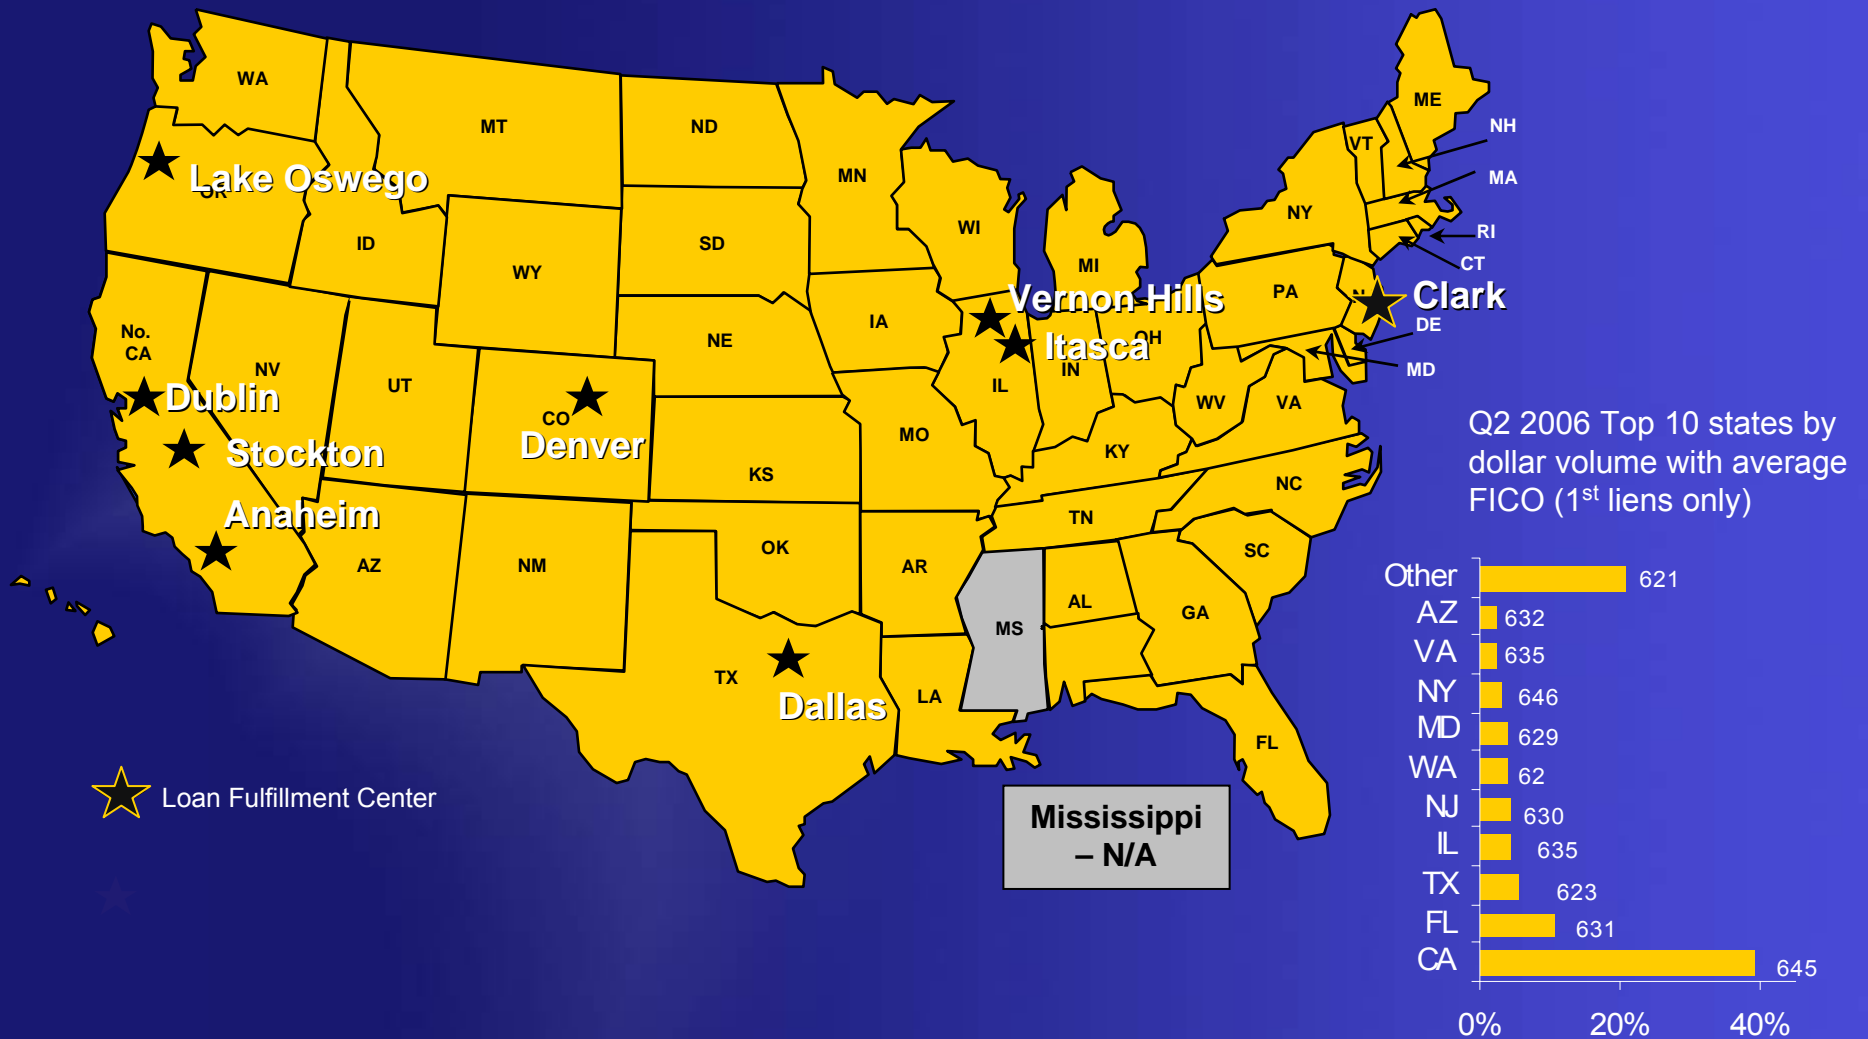 WA
MT
ND
MN
ME
VT
NH
MA
Lake Oswego
OR
ID
WY
SD
WI
MI
NY
RI
CT
No.
CA
NV
UT
CO
NE
IA
Vernon Hills
Itasca
IL
IN
OH
PA
Clark
DE
MD
Dublin
Stockton
Anaheim
Denver
KS
MO
KY
WV
VA
NC
TN
SC
AZ
NM
OK
AR
MS
AL
GA
TX
Dallas
LA
FL
Loan Fulfillment Center
Mississippi
– N/A
Q2 2006 Top 10 states by
dollar volume with average
FICO (1st liens only)
Other 621
AZ 632
VA 635
NY 646
MD 629
WA 62
NJ 630
IL 635
TX 623
FL 631
CA 645
0% 20% 40%